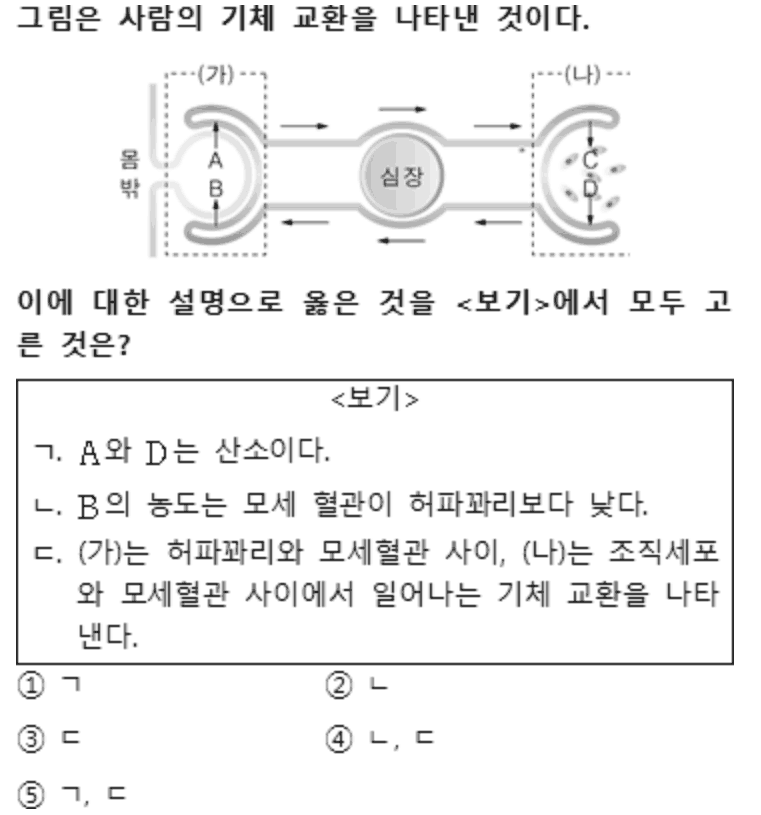 그림은 사람의 기체 교환을 나타낸 것이다.
(가) (나)
몸 밖
A
B
심장
C
D
이에 대한 설명으로 옳은 것을 <보기>에서 모두 고
른 것은?
<보기>
ㄱ. A와 D는 산소이다.
ㄴ. B의 농도는 모세 혈관이 허파꽈리보다 낮다.
ㄷ. (가)는 허파꽈리와 모세혈관 사이, (나)는 조직세포
와 모세혈관 사이에서 일어나는 기체 교환을 나타
낸다.
① ㄱ ② ㄴ
③ ㄷ ④ ㄴ, ㄷ
⑤ ㄱ, ㄷ